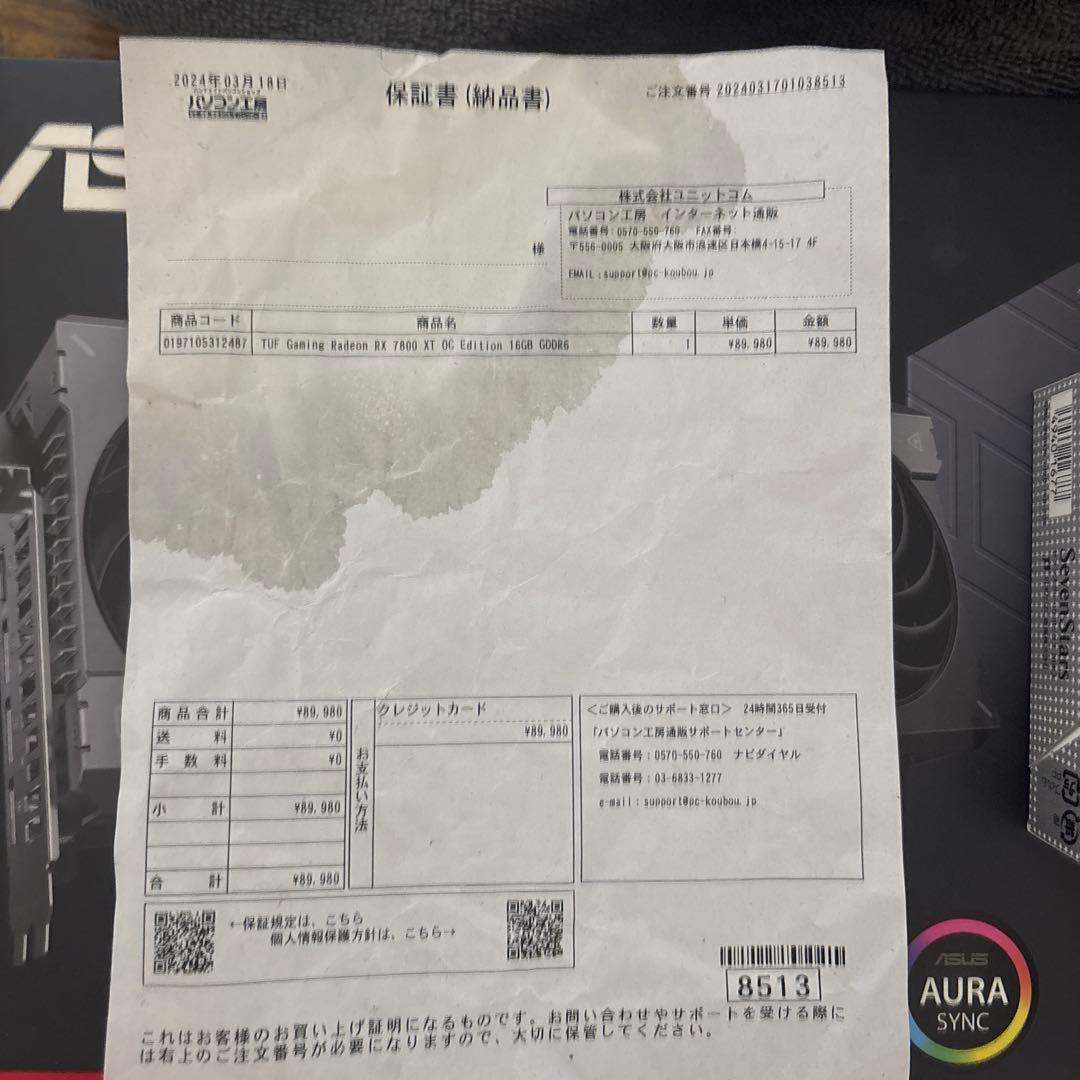 2024年03月18日
パソコン工房
保証書(納品書)
ご注文番号 2024031701038513
株式会社ユニットコム
パソコン工房 インターネット通販
電話番号:0570-550-760 FAX番号:
〒556-0005 大阪府大阪市浪速区日本橋4-15-17 4F
EMAIL:support@pc-koubou.jp
様
商品コード 商品名 数量 単価 金額
0197105312487 TUF Gaming Radeon RX 7800 XT OC Edition 16GB GDDR6 1 ¥89,980 ¥89,980
商品合計 ¥89,980
送料 ¥0
手数料 ¥0
小計 ¥89,980
合計 ¥89,980
お支払い方法
クレジットカード
¥89,980
<ご購入後のサポート窓口> 24時間365日受付
「パソコン工房通販サポートセンター」
電話番号:0570-550-760 ナビダイヤル
電話番号:03-6833-1277
e-mail:support@pc-koubou.jp
←保証規定は、こちら
個人情報保護方針は、こちら→
8513
これはお客様のお買い上げ証明になるものです。お問い合わせやサポートを受ける際に
は右上のご注文番号が必要になりますので、大切に保管してください。
SevenStars
ASUS
AURA
SYNC